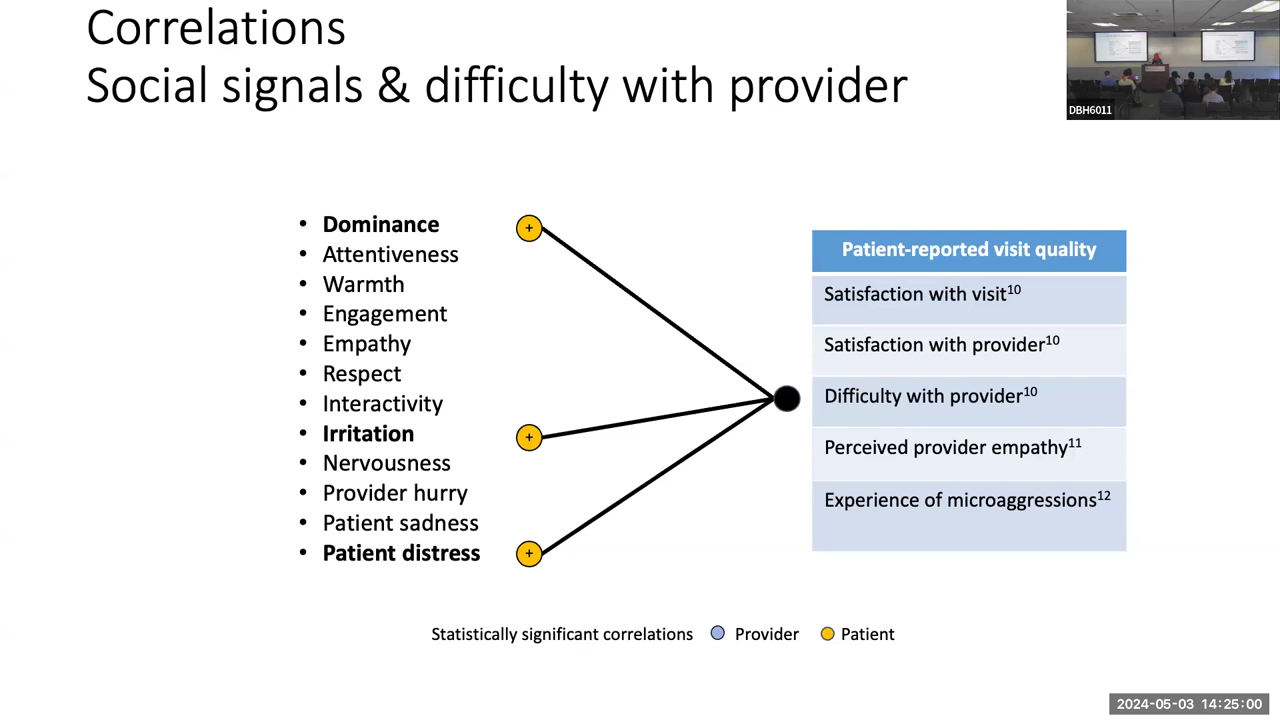 Correlations
Social signals & difficulty with provider
DBH6011
• Dominance
• Attentiveness
• Warmth
• Engagement
• Empathy
• Respect
• Interactivity
• Irritation
• Nervousness
• Provider hurry
• Patient sadness
• Patient distress
+
+
+
Patient-reported visit quality
Satisfaction with visit¹⁰
Satisfaction with provider¹⁰
Difficulty with provider¹⁰
Perceived provider empathy¹¹
Experience of microaggressions¹²
Statistically significant correlations Provider Patient
2024-05-03 14:25:00